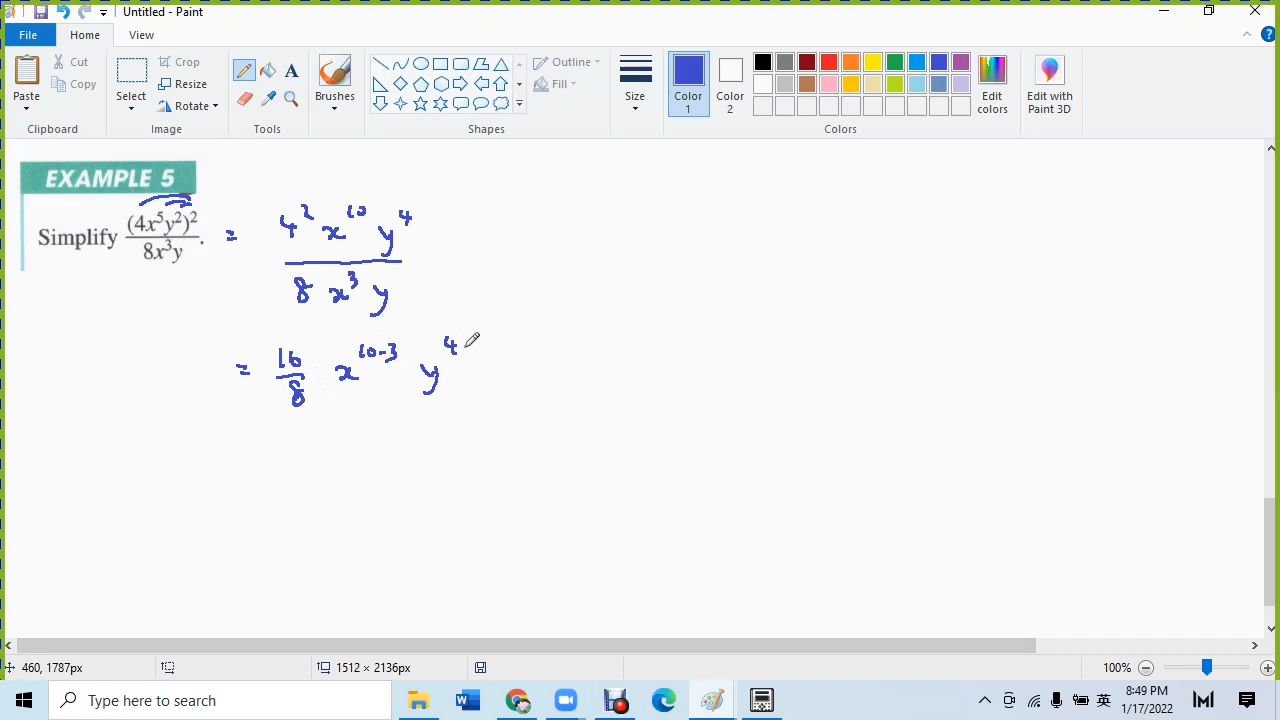 Untitled - Paint
File Home View
Paste Cut Copy Clipboard
Select Crop Resize Rotate Image
A Tools
Brushes
Outline Fill Shapes
Size
Color 1 Color 2 Edit colors Colors
Edit with Paint 3D
EXAMPLE 5
Simplify (4x⁵y²)² / 8x³y . = 4² x¹⁰ y⁴ / 8 x³ y
= 16/8 x¹⁰⁻³ y⁴
460, 1787px 1512 × 2136px 100%
Type here to search 英 8:49 PM 1/17/2022